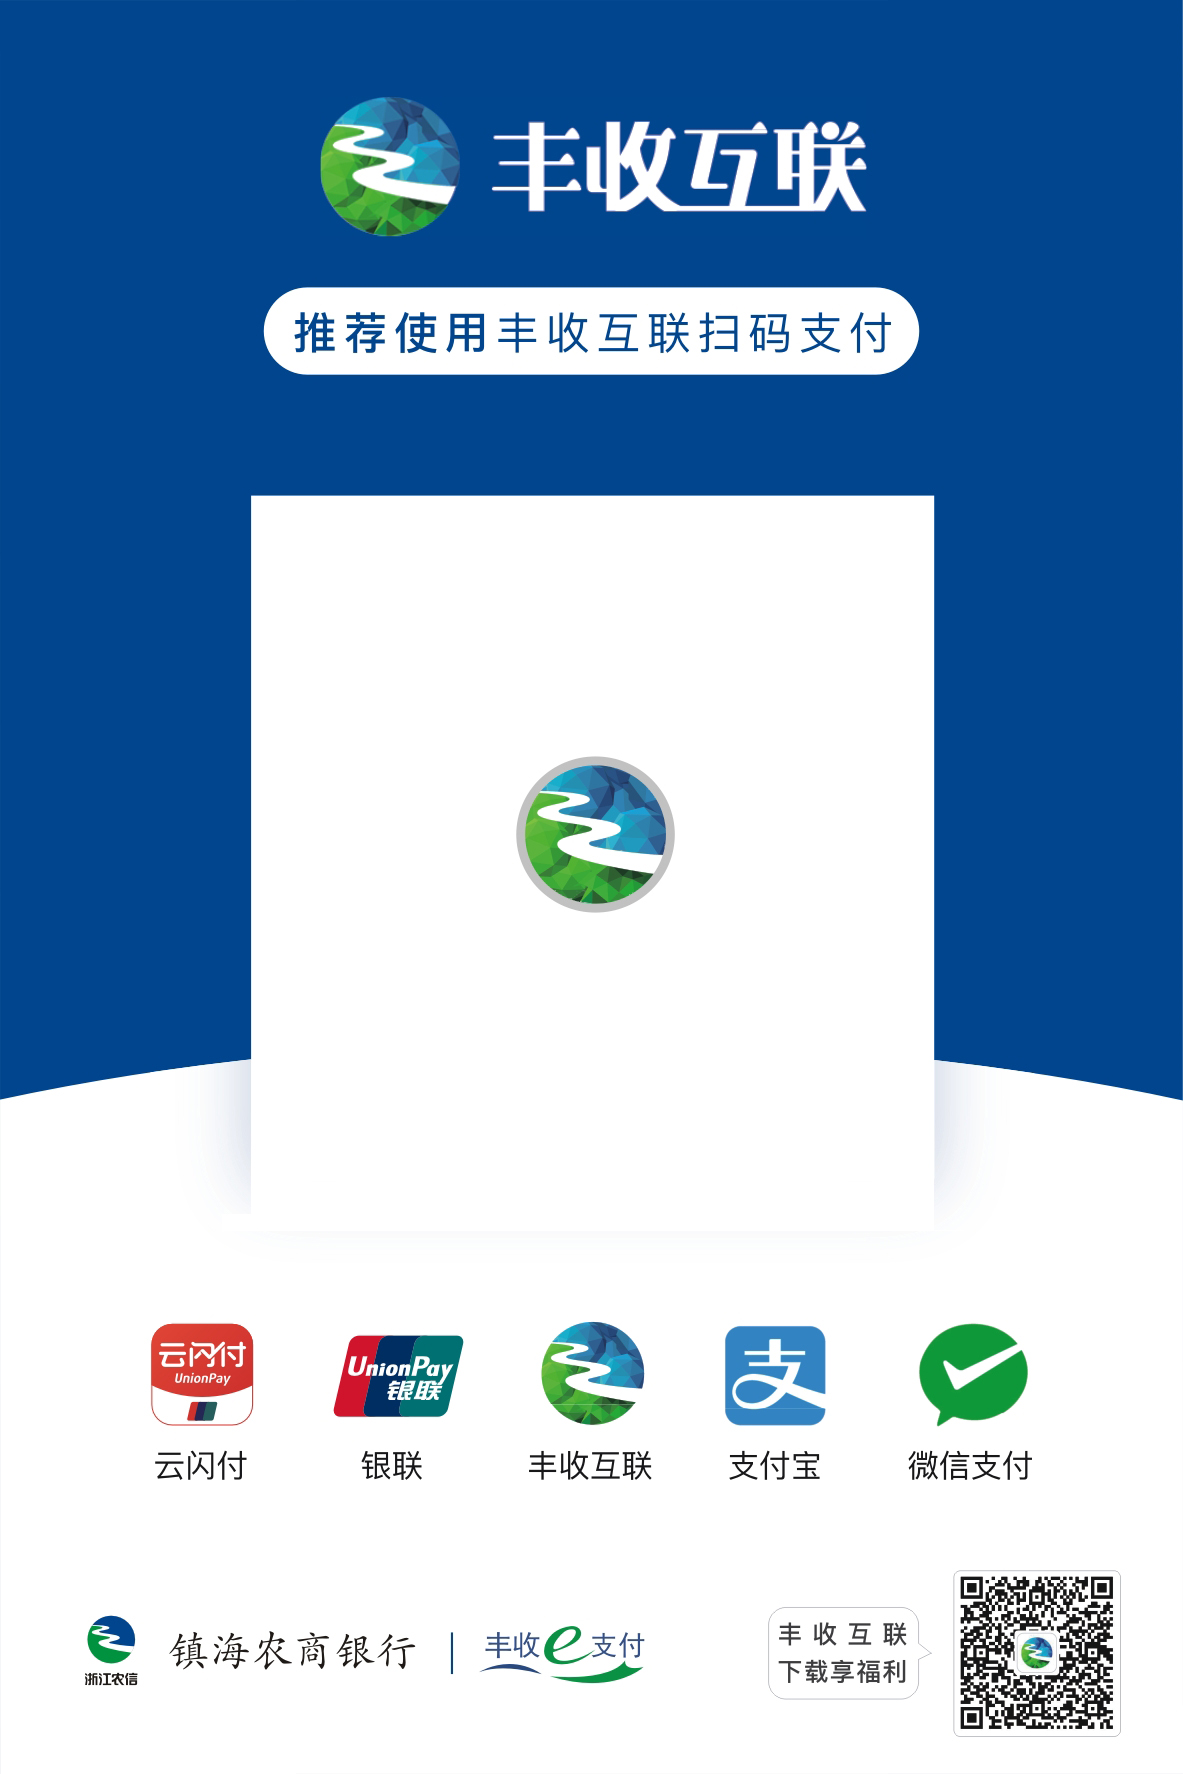 丰收互联
推荐使用丰收互联扫码支付
云闪付
UnionPay
UnionPay
银联
支
云闪付
银联
丰收互联
支付宝
微信支付
浙江农信
镇海农商银行
丰收e支付
丰收互联
下载享福利